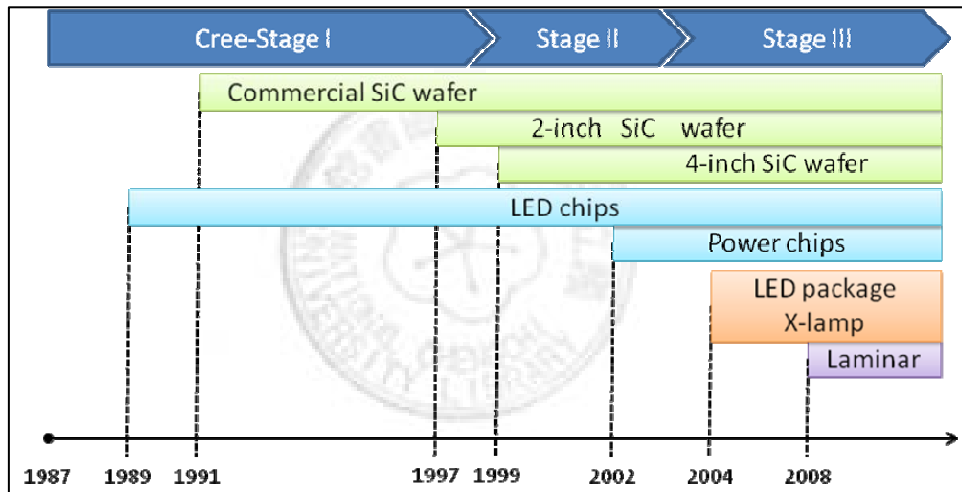 Cree-Stage I
Stage II
Stage III
Commercial SiC wafer
2-inch SiC wafer
4-inch SiC wafer
LED chips
Power chips
LED package
X-lamp
Laminar
1987 1989 1991 1997 1999 2002 2004 2008